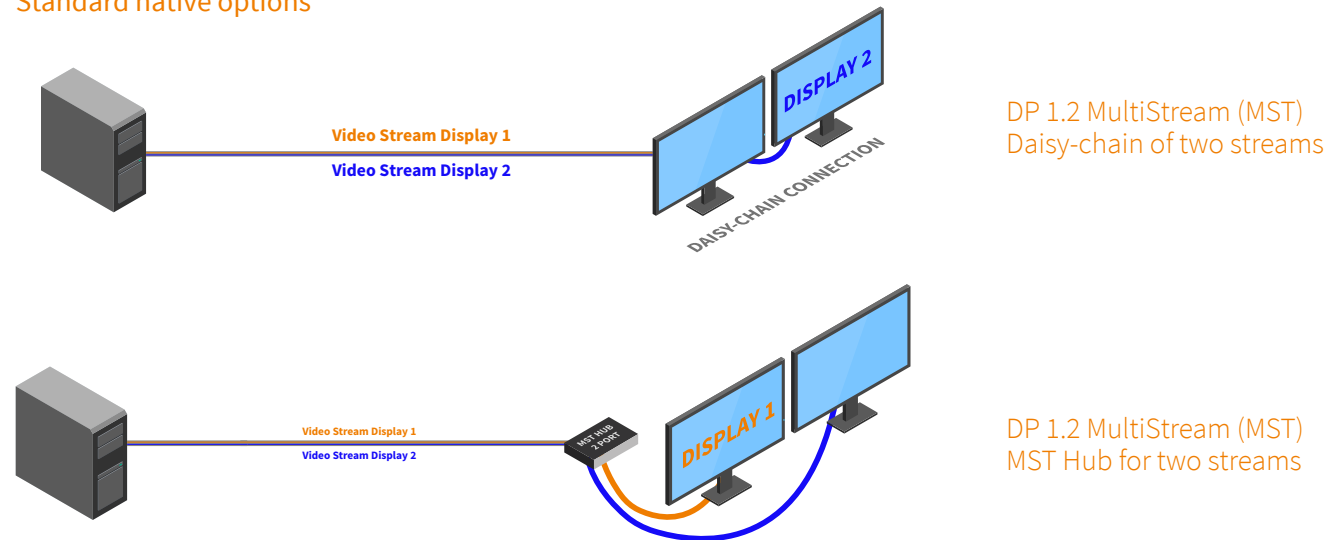 Standard native options
Video Stream Display 1
Video Stream Display 2
DISPLAY 2
DAISY-CHAIN CONNECTION
DP 1.2 MultiStream (MST)
Daisy-chain of two streams
Video Stream Display 1
Video Stream Display 2
MST HUB
2 PORT
DISPLAY 1
DP 1.2 MultiStream (MST)
MST Hub for two streams